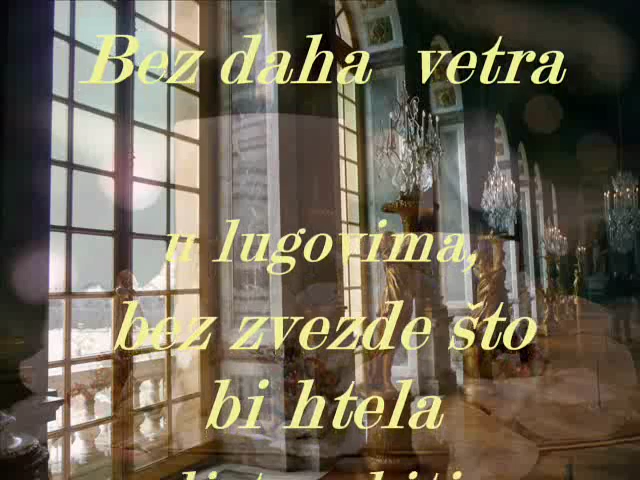 Bez daha vetra
u lugovima,
bez zvezde što
bi htela